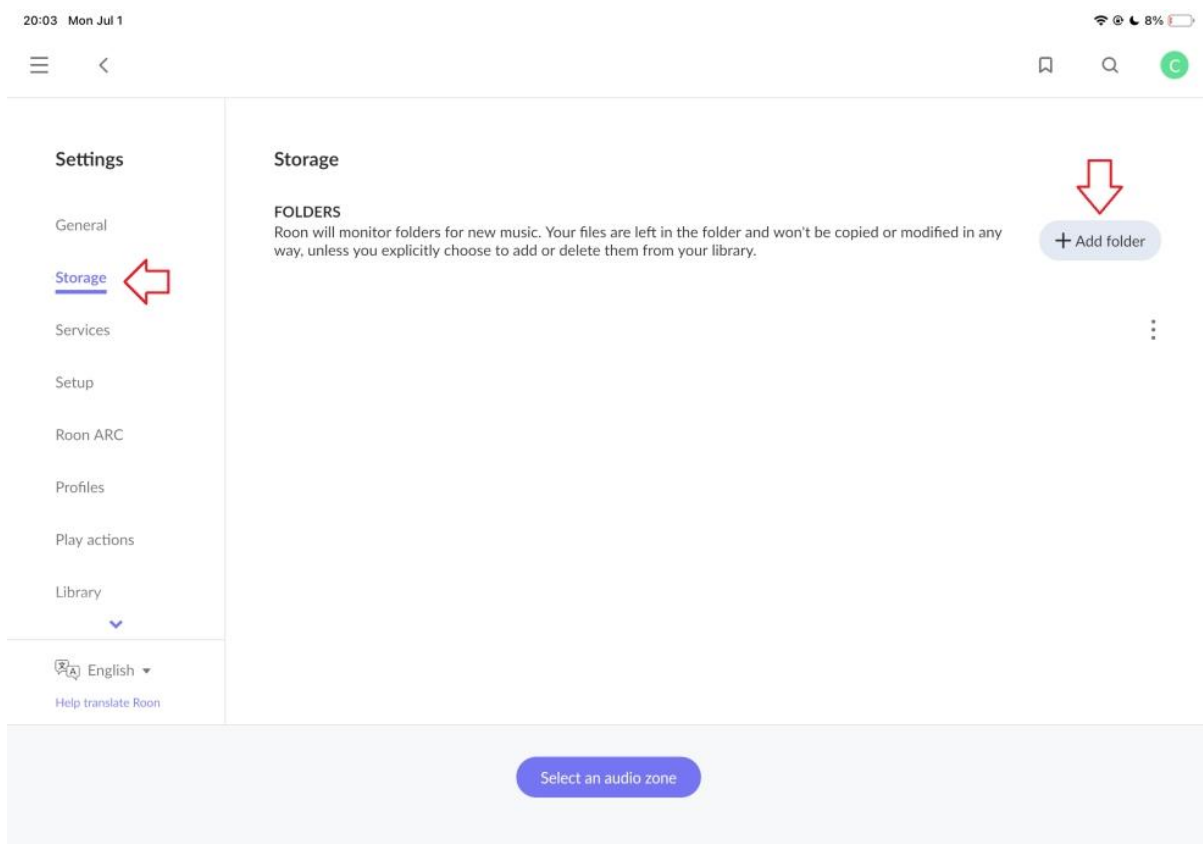 20:03 Mon Jul 1
8%
C
Settings
General
Storage
Services
Setup
Roon ARC
Profiles
Play actions
Library
English
Help translate Roon
Storage
FOLDERS
Roon will monitor folders for new music. Your files are left in the folder and won't be copied or modified in any
way, unless you explicitly choose to add or delete them from your library.
+ Add folder
Select an audio zone